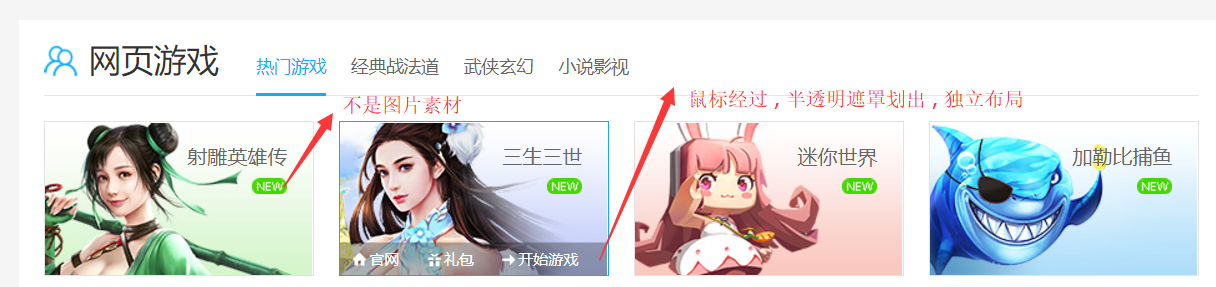 网页游戏 热门游戏 经典战法道 武侠玄幻 小说影视
不是图片素材
鼠标经过，半透明遮罩划出，独立布局
射雕英雄传
NEW
三生三世
NEW
官网 礼包 开始游戏
迷你世界
NEW
加勒比捕鱼
NEW